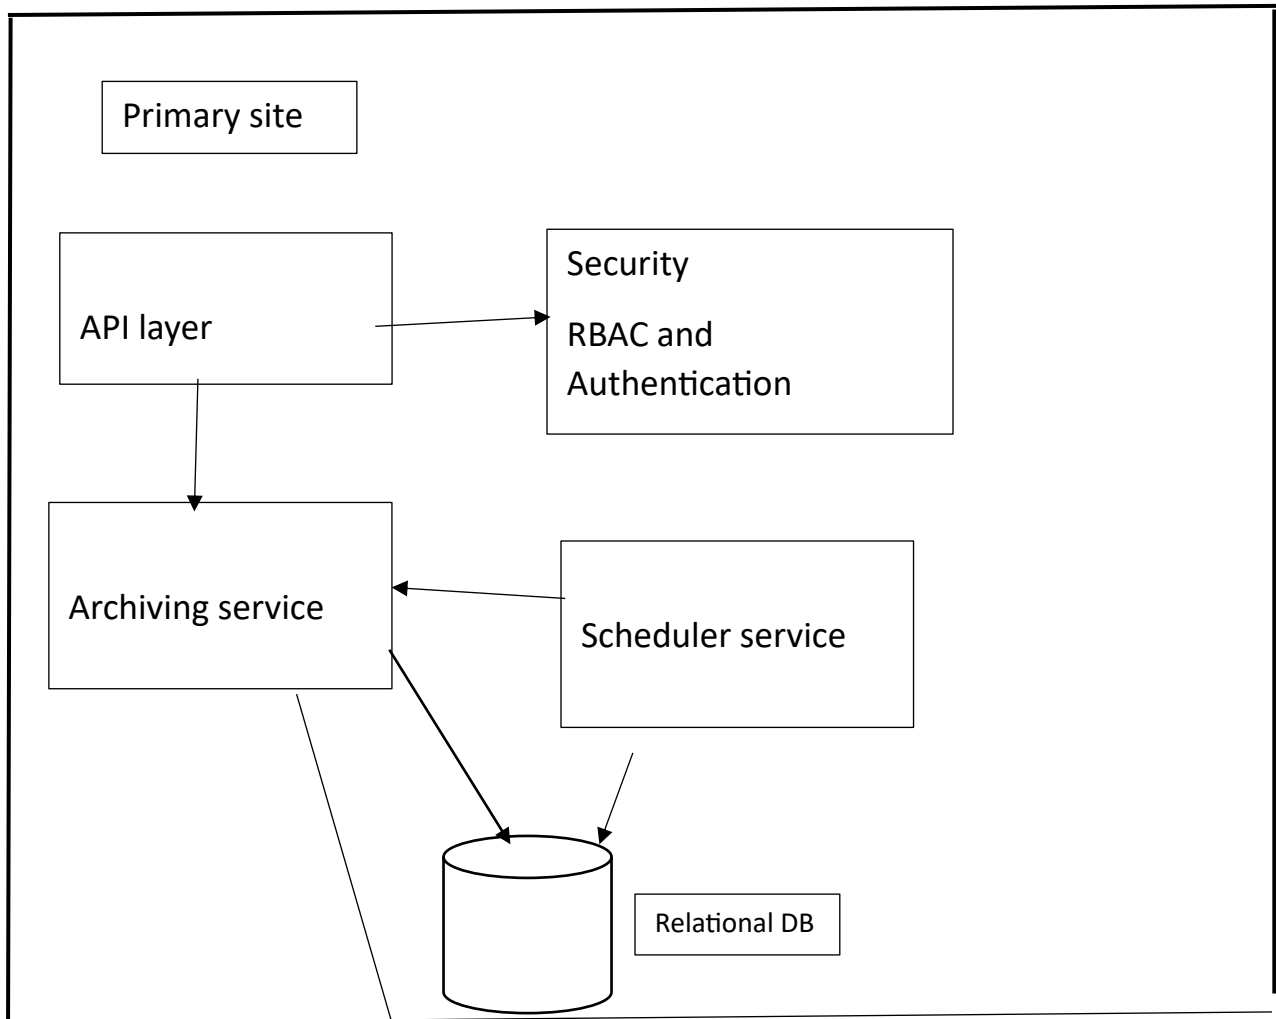 Primary site
API layer
Security
RBAC and
Authentication
Archiving service
Scheduler service
Relational DB